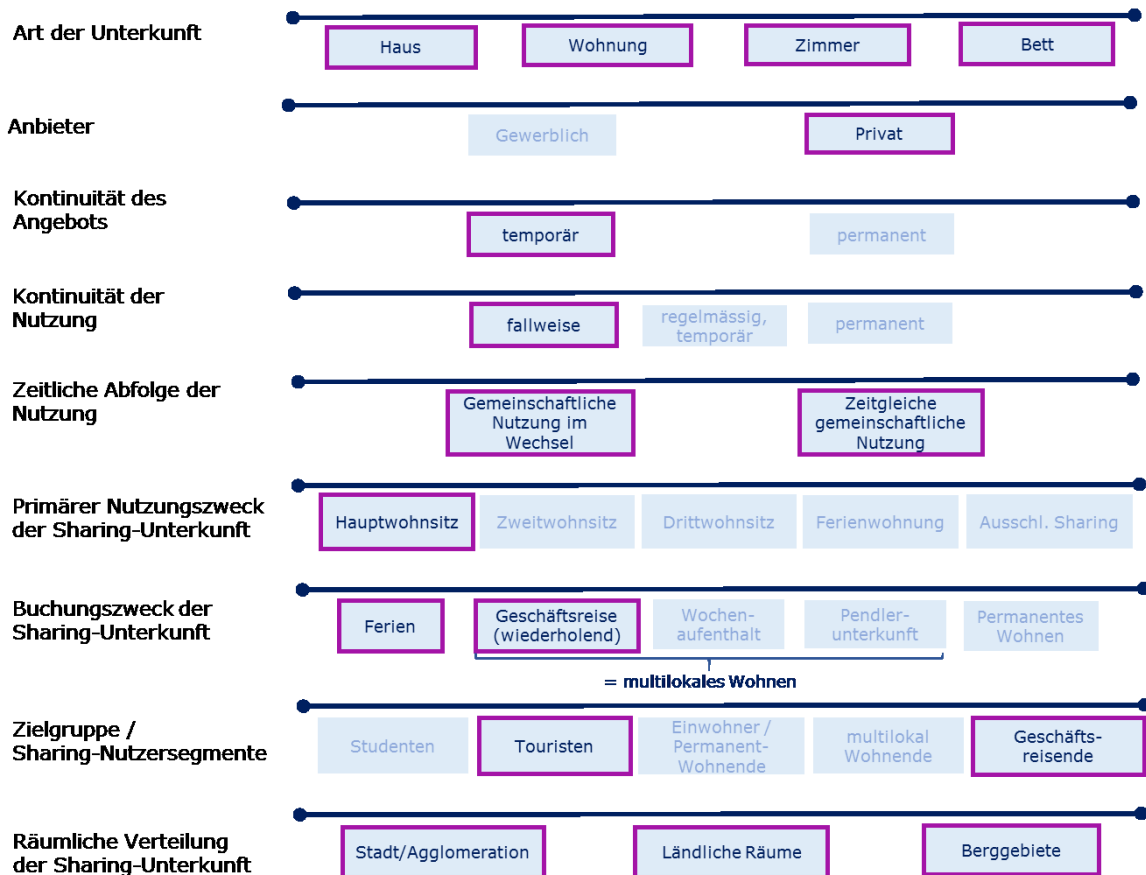 Art der Unterkunft
Haus
Wohnung
Zimmer
Bett
Anbieter
Gewerblich
Privat
Kontinuität des
Angebots
temporär
permanent
Kontinuität der
Nutzung
fallweise
regelmässig,
temporär
permanent
Zeitliche Abfolge der
Nutzung
Gemeinschaftliche
Nutzung im
Wechsel
Zeitgleiche
gemeinschaftliche
Nutzung
Primärer Nutzungszweck
der Sharing-Unterkunft
Hauptwohnsitz
Zweitwohnsitz
Drittwohnsitz
Ferienwohnung
Ausschl. Sharing
Buchungszweck der
Sharing-Unterkunft
Ferien
Geschäftsreise
(wiederholend)
Wochen-
aufenthalt
Pendler-
unterkunft
Permanentes
Wohnen
= multilokales Wohnen
Zielgruppe /
Sharing-Nutzersegmente
Studenten
Touristen
Einwohner /
Permanent-
Wohnende
multilokal
Wohnende
Geschäfts-
reisende
Räumliche Verteilung
der Sharing-Unterkunft
Stadt/Agglomeration
Ländliche Räume
Berggebiete